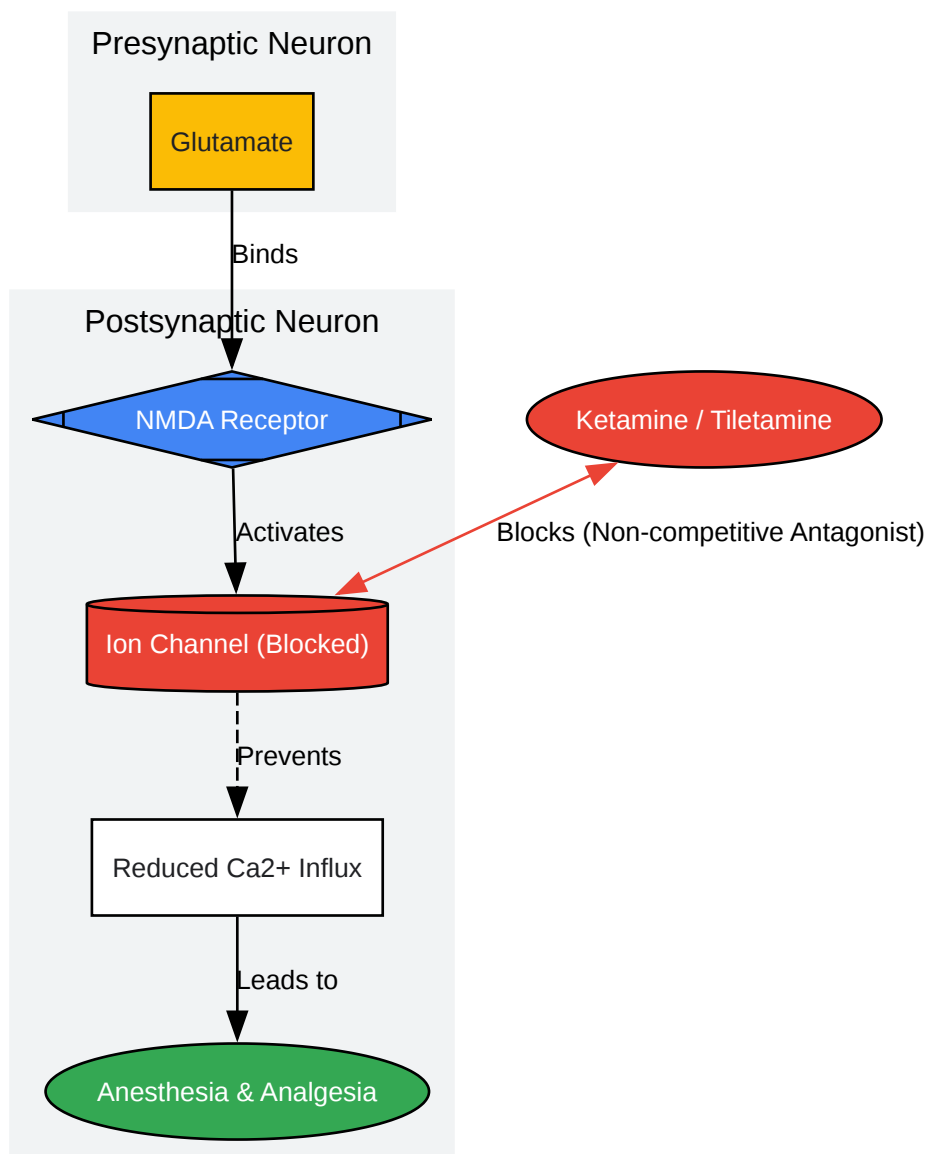 Presynaptic Neuron
Glutamate
Binds
Postsynaptic Neuron
NMDA Receptor
Ketamine / Tiletamine
Activates
Blocks (Non-competitive Antagonist)
Ion Channel (Blocked)
Prevents
Reduced Ca2+ Influx
Leads to
Anesthesia & Analgesia